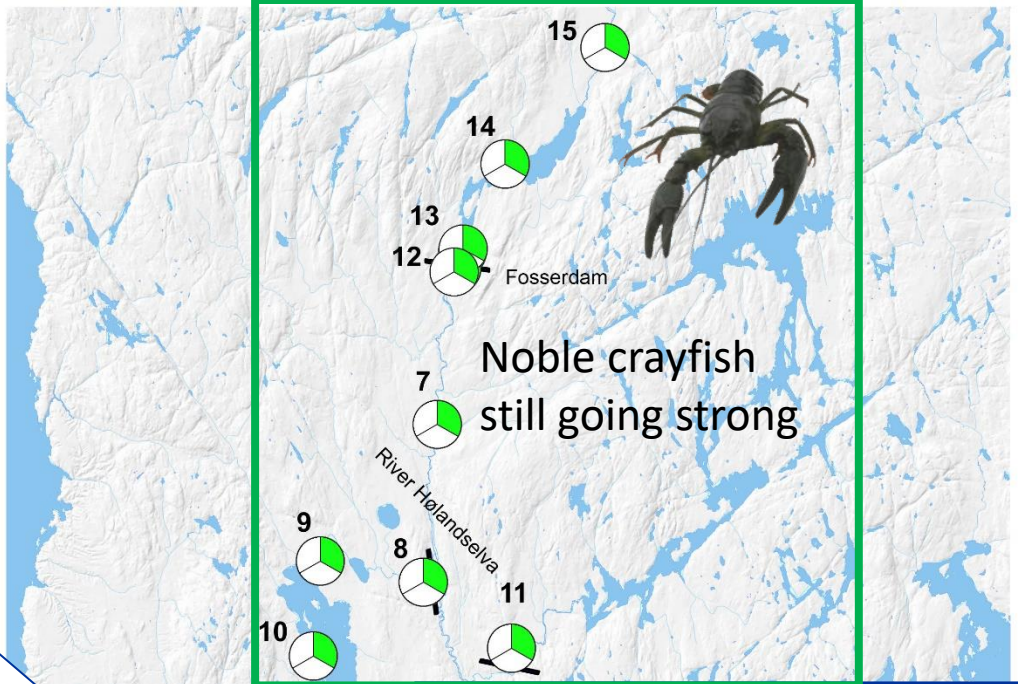 15
14
13
12
Fosserdam
Noble crayfish
still going strong
7
River Hølandselva
9
8
11
10